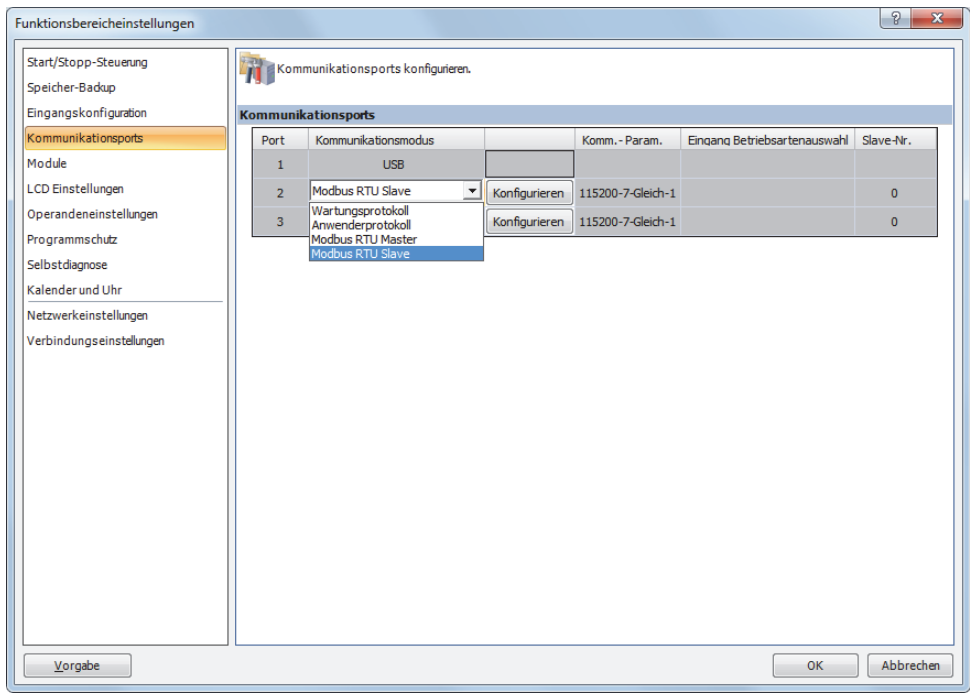 Funktionsbereicheinstellungen
Start/Stopp-Steuerung
Speicher-Backup
Eingangskonfiguration
Kommunikationsports
Module
LCD Einstellungen
Operandeneinstellungen
Programmschutz
Selbstdiagnose
Kalender und Uhr
Netzwerkeinstellungen
Verbindungseinstellungen
Kommunikationsports konfigurieren.
Kommunikationsports
Port Kommunikationsmodus Komm.- Param. Eingang Betriebsartenauswahl Slave-Nr.
1 USB
2 Modbus RTU Slave Konfigurieren 115200-7-Gleich-1 0
3 Konfigurieren 115200-7-Gleich-1 0
Wartungsprotokoll
Anwenderprotokoll
Modbus RTU Master
Modbus RTU Slave
Vorgabe OK Abbrechen